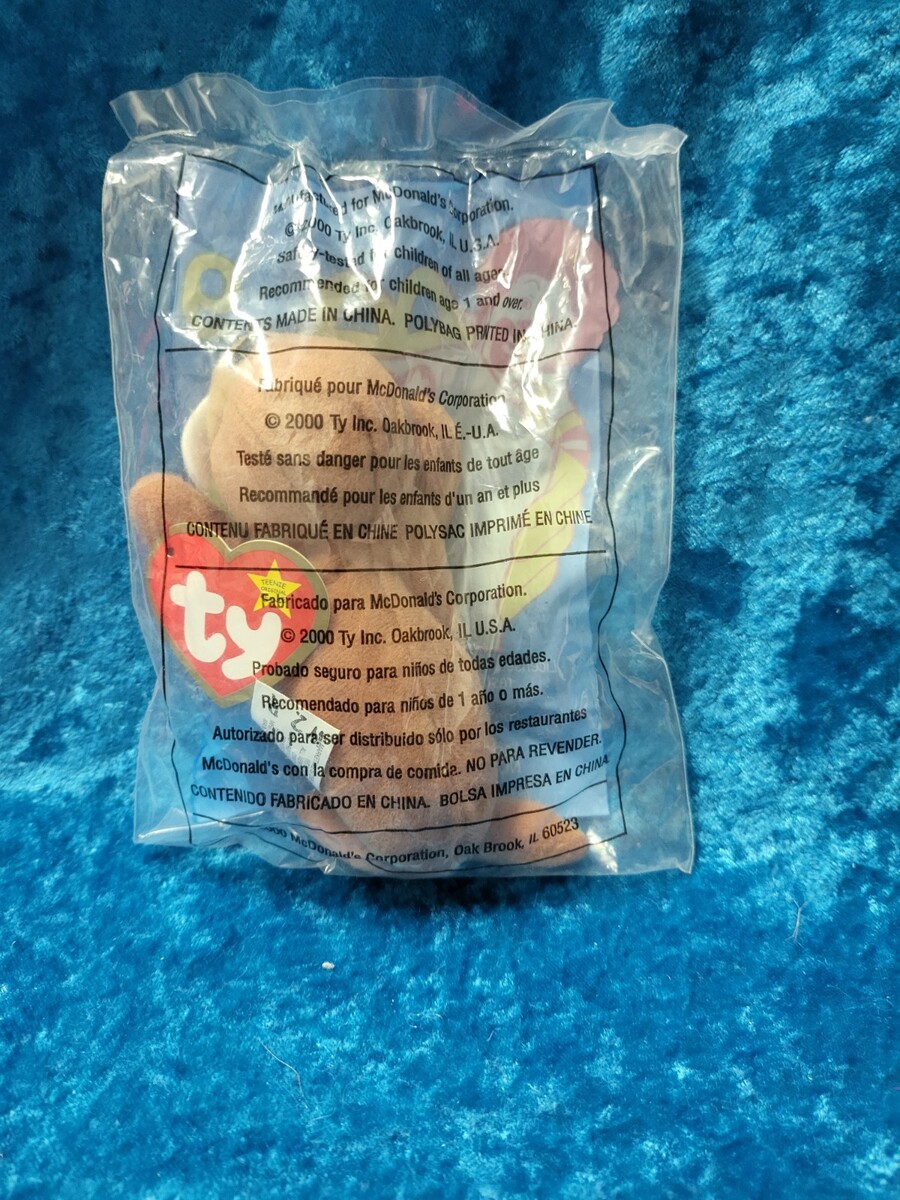 Manufactured for McDonald's Corporation.
© 2000 Ty Inc. Oakbrook, IL U.S.A.
Safety-tested for children of all ages.
Recommended for children age 1 and over.
CONTENTS MADE IN CHINA. POLYBAG PRINTED IN CHINA.
Fabriqué pour McDonald's Corporation
© 2000 Ty Inc. Oakbrook, IL É.-U.A.
Testé sans danger pour les enfants de tout âge
Recommandé pour les enfants d'un an et plus
CONTENU FABRIQUÉ EN CHINE POLYSAC IMPRIMÉ EN CHINE
TEENIE
ty
Fabricado para McDonald's Corporation.
© 2000 Ty Inc. Oakbrook, IL U.S.A.
Probado seguro para niños de todas edades.
Recomendado para niños de 1 año o más.
Autorizado para ser distribuido sólo por los restaurantes
McDonald's con la compra de comida. NO PARA REVENDER.
CONTENIDO FABRICADO EN CHINA. BOLSA IMPRESA EN CHINA
2000 McDonald's Corporation, Oak Brook, IL 60523